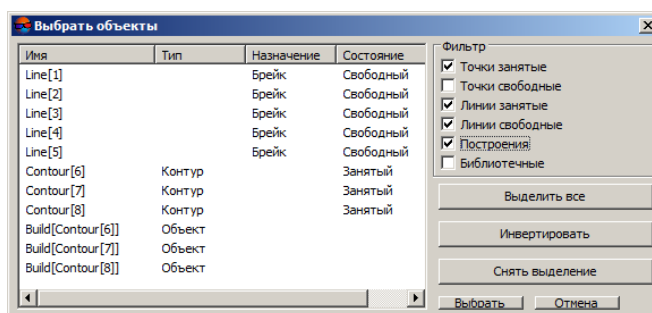 Выбрать объекты
Имя Тип Назначение Состояние
Line[1] Брейк Свободный
Line[2] Брейк Свободный
Line[3] Брейк Свободный
Line[4] Брейк Свободный
Line[5] Брейк Свободный
Contour[6] Контур Занятый
Contour[7] Контур Занятый
Contour[8] Контур Занятый
Build[Contour[6]] Объект
Build[Contour[7]] Объект
Build[Contour[8]] Объект
Фильтр
Точки занятые
Точки свободные
Линии занятые
Линии свободные
Построения
Библиотечные
Выделить все
Инвертировать
Снять выделение
Выбрать Отмена